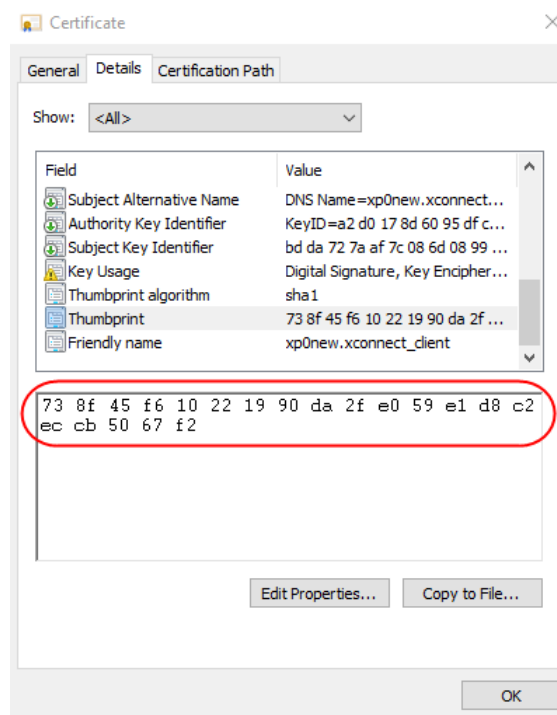 Certificate
General Details Certification Path
Show: <All>
Field Value
Subject Alternative Name DNS Name=xp0new.xconnect...
Authority Key Identifier KeyID=a2 d0 17 8d 60 95 df c...
Subject Key Identifier bd da 72 7a af 7c 08 6d 08 99 ...
Key Usage Digital Signature, Key Encipher...
Thumbprint algorithm sha1
Thumbprint 73 8f 45 f6 10 22 19 90 da 2f ...
Friendly name xp0new.xconnect_client
73 8f 45 f6 10 22 19 90 da 2f e0 59 e1 d8 c2
ec cb 50 67 f2
Edit Properties... Copy to File...
OK